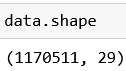 data.shape
(1170511, 29)